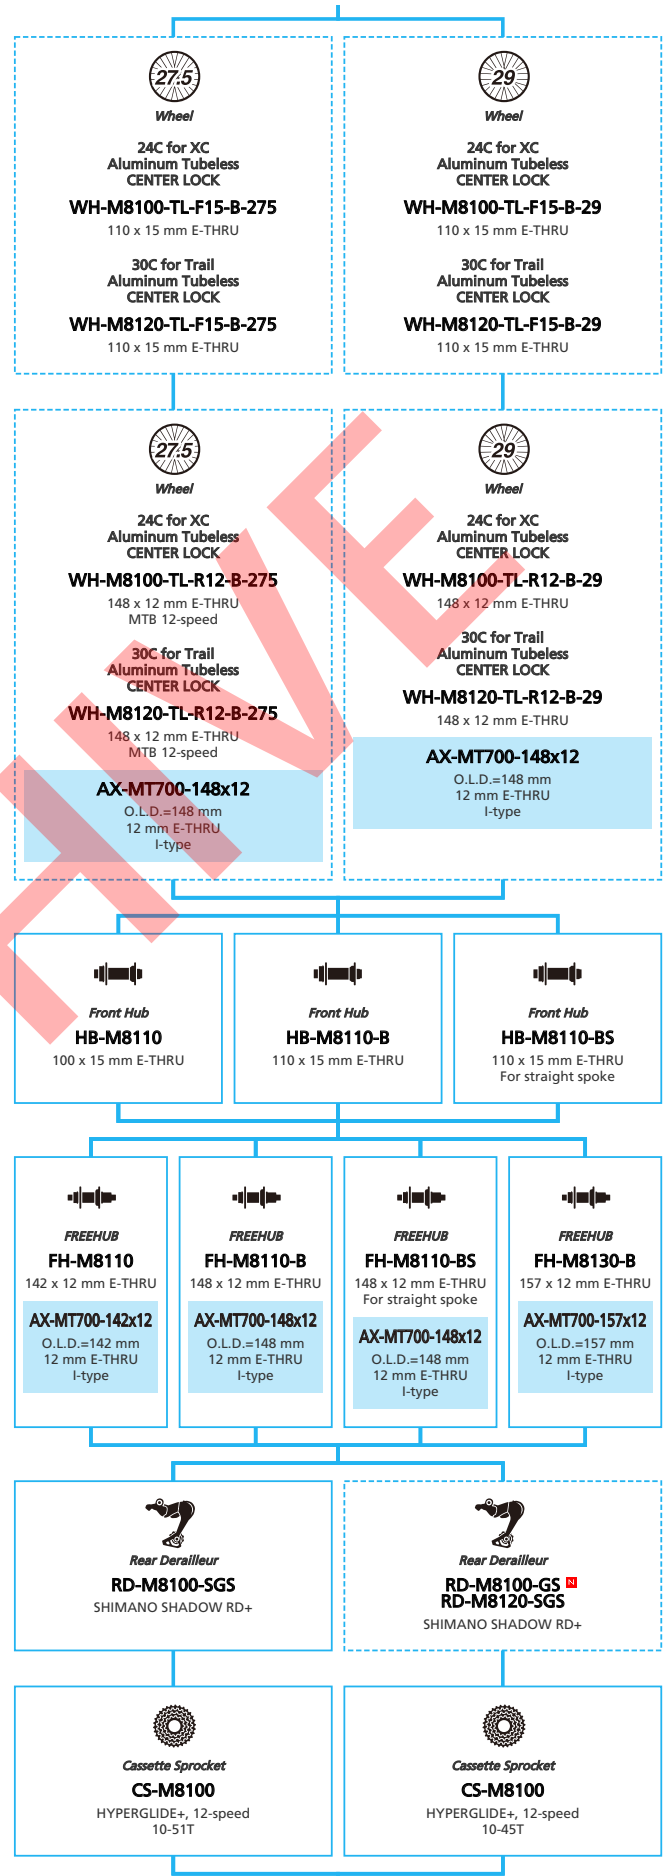 27.5
Wheel
24C for XC
Aluminum Tubeless
CENTER LOCK
WH-M8100-TL-F15-B-275
110 x 15 mm E-THRU
30C for Trail
Aluminum Tubeless
CENTER LOCK
WH-M8120-TL-F15-B-275
110 x 15 mm E-THRU
29
Wheel
24C for XC
Aluminum Tubeless
CENTER LOCK
WH-M8100-TL-F15-B-29
110 x 15 mm E-THRU
30C for Trail
Aluminum Tubeless
CENTER LOCK
WH-M8120-TL-F15-B-29
110 x 15 mm E-THRU
27.5
Wheel
24C for XC
Aluminum Tubeless
CENTER LOCK
WH-M8100-TL-R12-B-275
148 x 12 mm E-THRU
MTB 12-speed
30C for Trail
Aluminum Tubeless
CENTER LOCK
WH-M8120-TL-R12-B-275
148 x 12 mm E-THRU
MTB 12-speed
AX-MT700-148x12
O.L.D.=148 mm
12 mm E-THRU
I-type
29
Wheel
24C for XC
Aluminum Tubeless
CENTER LOCK
WH-M8100-TL-R12-B-29
148 x 12 mm E-THRU
30C for Trail
Aluminum Tubeless
CENTER LOCK
WH-M8120-TL-R12-B-29
148 x 12 mm E-THRU
AX-MT700-148x12
O.L.D.=148 mm
12 mm E-THRU
I-type
HIVE
Front Hub
HB-M8110
100 x 15 mm E-THRU
Front Hub
HB-M8110-B
110 x 15 mm E-THRU
Front Hub
HB-M8110-BS
110 x 15 mm E-THRU
For straight spoke
FREEHUB
FH-M8110
142 x 12 mm E-THRU
AX-MT700-142x12
O.L.D.=142 mm
12 mm E-THRU
I-type
FREEHUB
FH-M8110-B
148 x 12 mm E-THRU
AX-MT700-148x12
O.L.D.=148 mm
12 mm E-THRU
I-type
FREEHUB
FH-M8110-BS
148 x 12 mm E-THRU
For straight spoke
AX-MT700-148x12
O.L.D.=148 mm
12 mm E-THRU
I-type
FREEHUB
FH-M8130-B
157 x 12 mm E-THRU
AX-MT700-157x12
O.L.D.=157 mm
12 mm E-THRU
I-type
Rear Derailleur
RD-M8100-SGS
SHIMANO SHADOW RD+
Rear Derailleur
RD-M8100-GS N
RD-M8120-SGS
SHIMANO SHADOW RD+
Cassette Sprocket
CS-M8100
HYPERGLIDE+, 12-speed
10-51T
Cassette Sprocket
CS-M8100
HYPERGLIDE+, 12-speed
10-45T